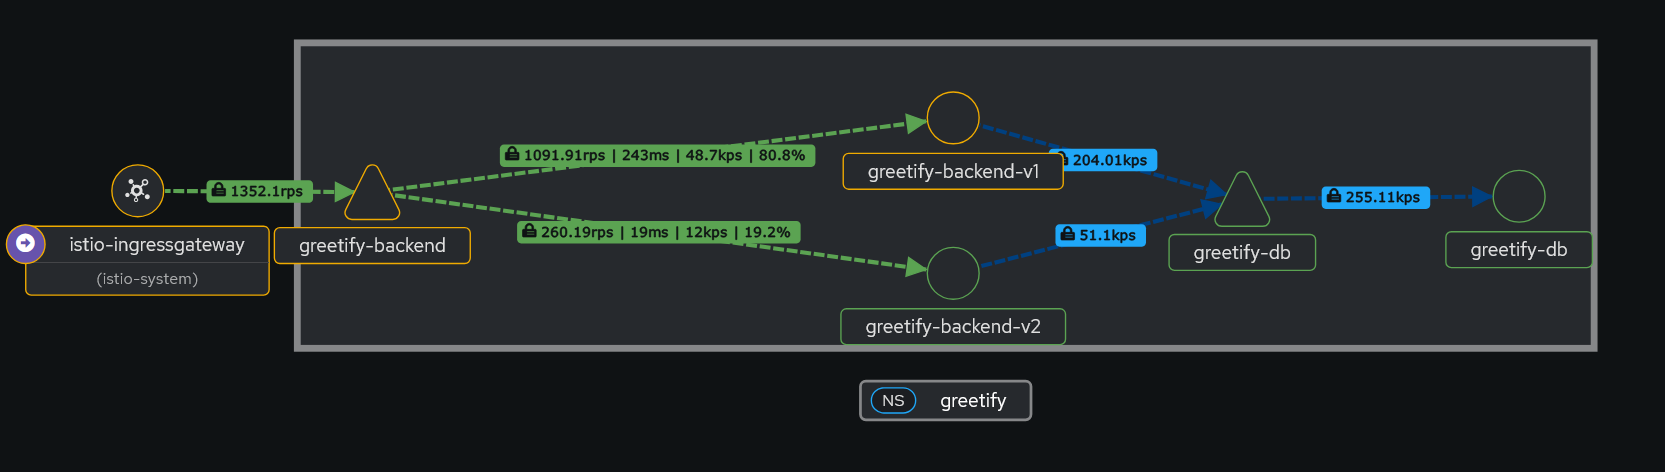 1091.91rps | 243ms | 48.7kps | 80.8%
204.01kps
greetify-backend-v1
1352.1rps
255.11kps
istio-ingressgateway
(istio-system)
greetify-backend
260.19rps | 19ms | 12kps | 19.2%
51.1kps
greetify-db
greetify-db
greetify-backend-v2
NS greetify